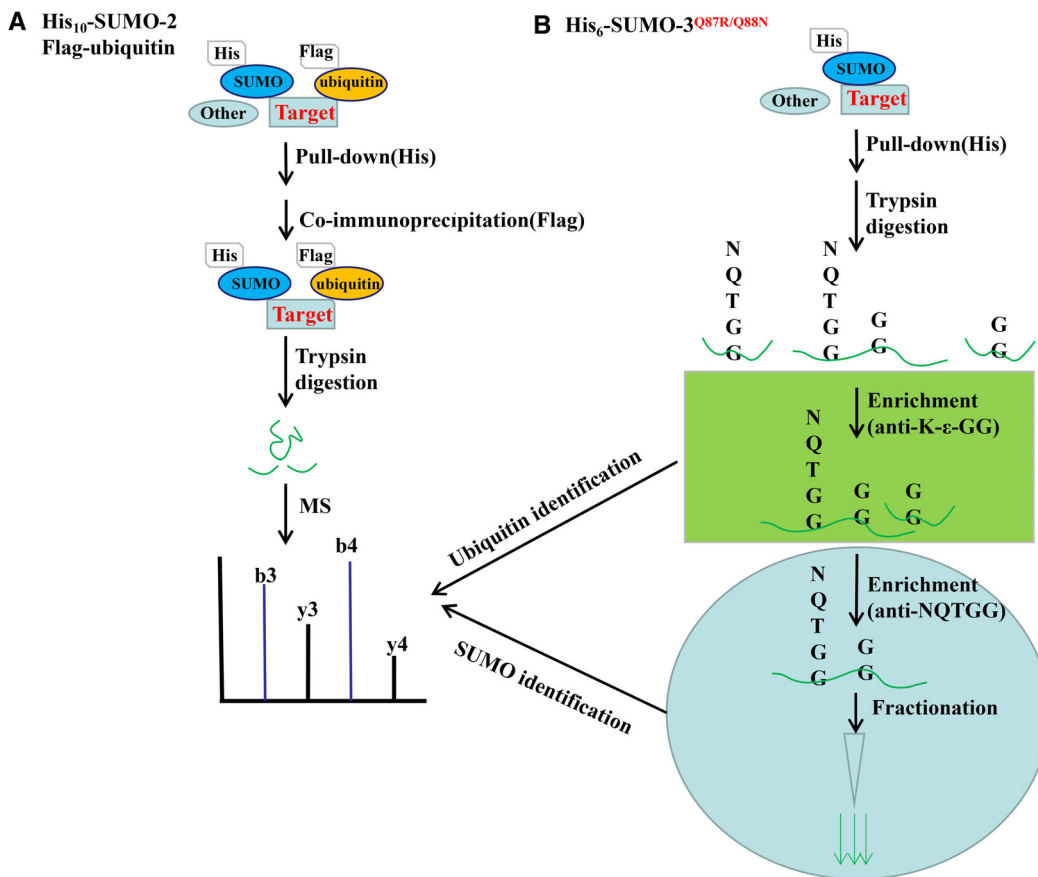 A
His10-SUMO-2
Flag-ubiquitin
His
Flag
SUMO
ubiquitin
Other
Target
Pull-down(His)
Co-immunoprecipitation(Flag)
His
Flag
SUMO
ubiquitin
Target
Trypsin
digestion
MS
b3
y3
b4
y4
B
His6-SUMO-3Q87R/Q88N
His
SUMO
Other
Target
Pull-down(His)
Trypsin
digestion
N
Q
T
G
G
N
Q
T
G
G
G
G
G
G
Enrichment
(anti-K-ε-GG)
N
Q
T
G
G
G
G
G
G
Ubiquitin identification
Enrichment
(anti-NQTGG)
N
Q
T
G
G
G
G
SUMO identification
Fractionation